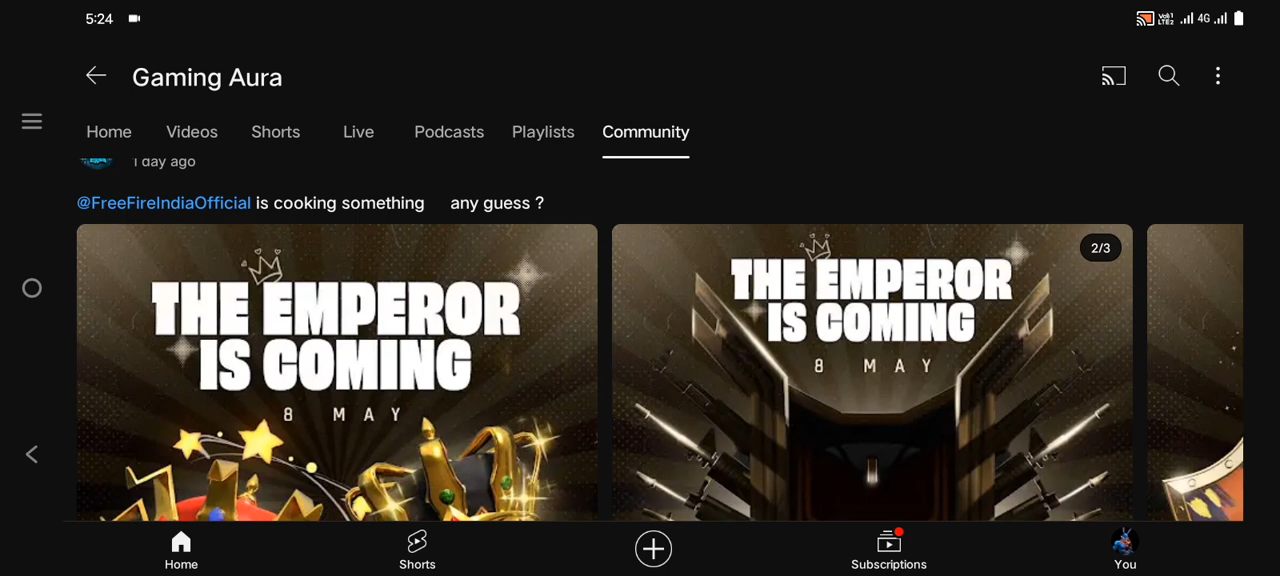 5:24
4G
Gaming Aura
Home Videos Shorts Live Podcasts Playlists Community
1 day ago
@FreeFireIndiaOfficial is cooking something any guess ?
THE EMPEROR
IS COMING
8 MAY
2/3
THE EMPEROR
IS COMING
8 MAY
Home Shorts Subscriptions You